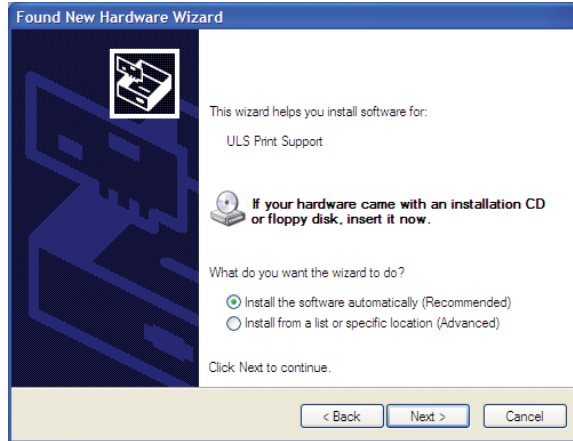 Found New Hardware Wizard
This wizard helps you install software for:
ULS Print Support
If your hardware came with an installation CD
or floppy disk, insert it now.
What do you want the wizard to do?
Install the software automatically (Recommended)
Install from a list or specific location (Advanced)
Click Next to continue.
< Back Next > Cancel